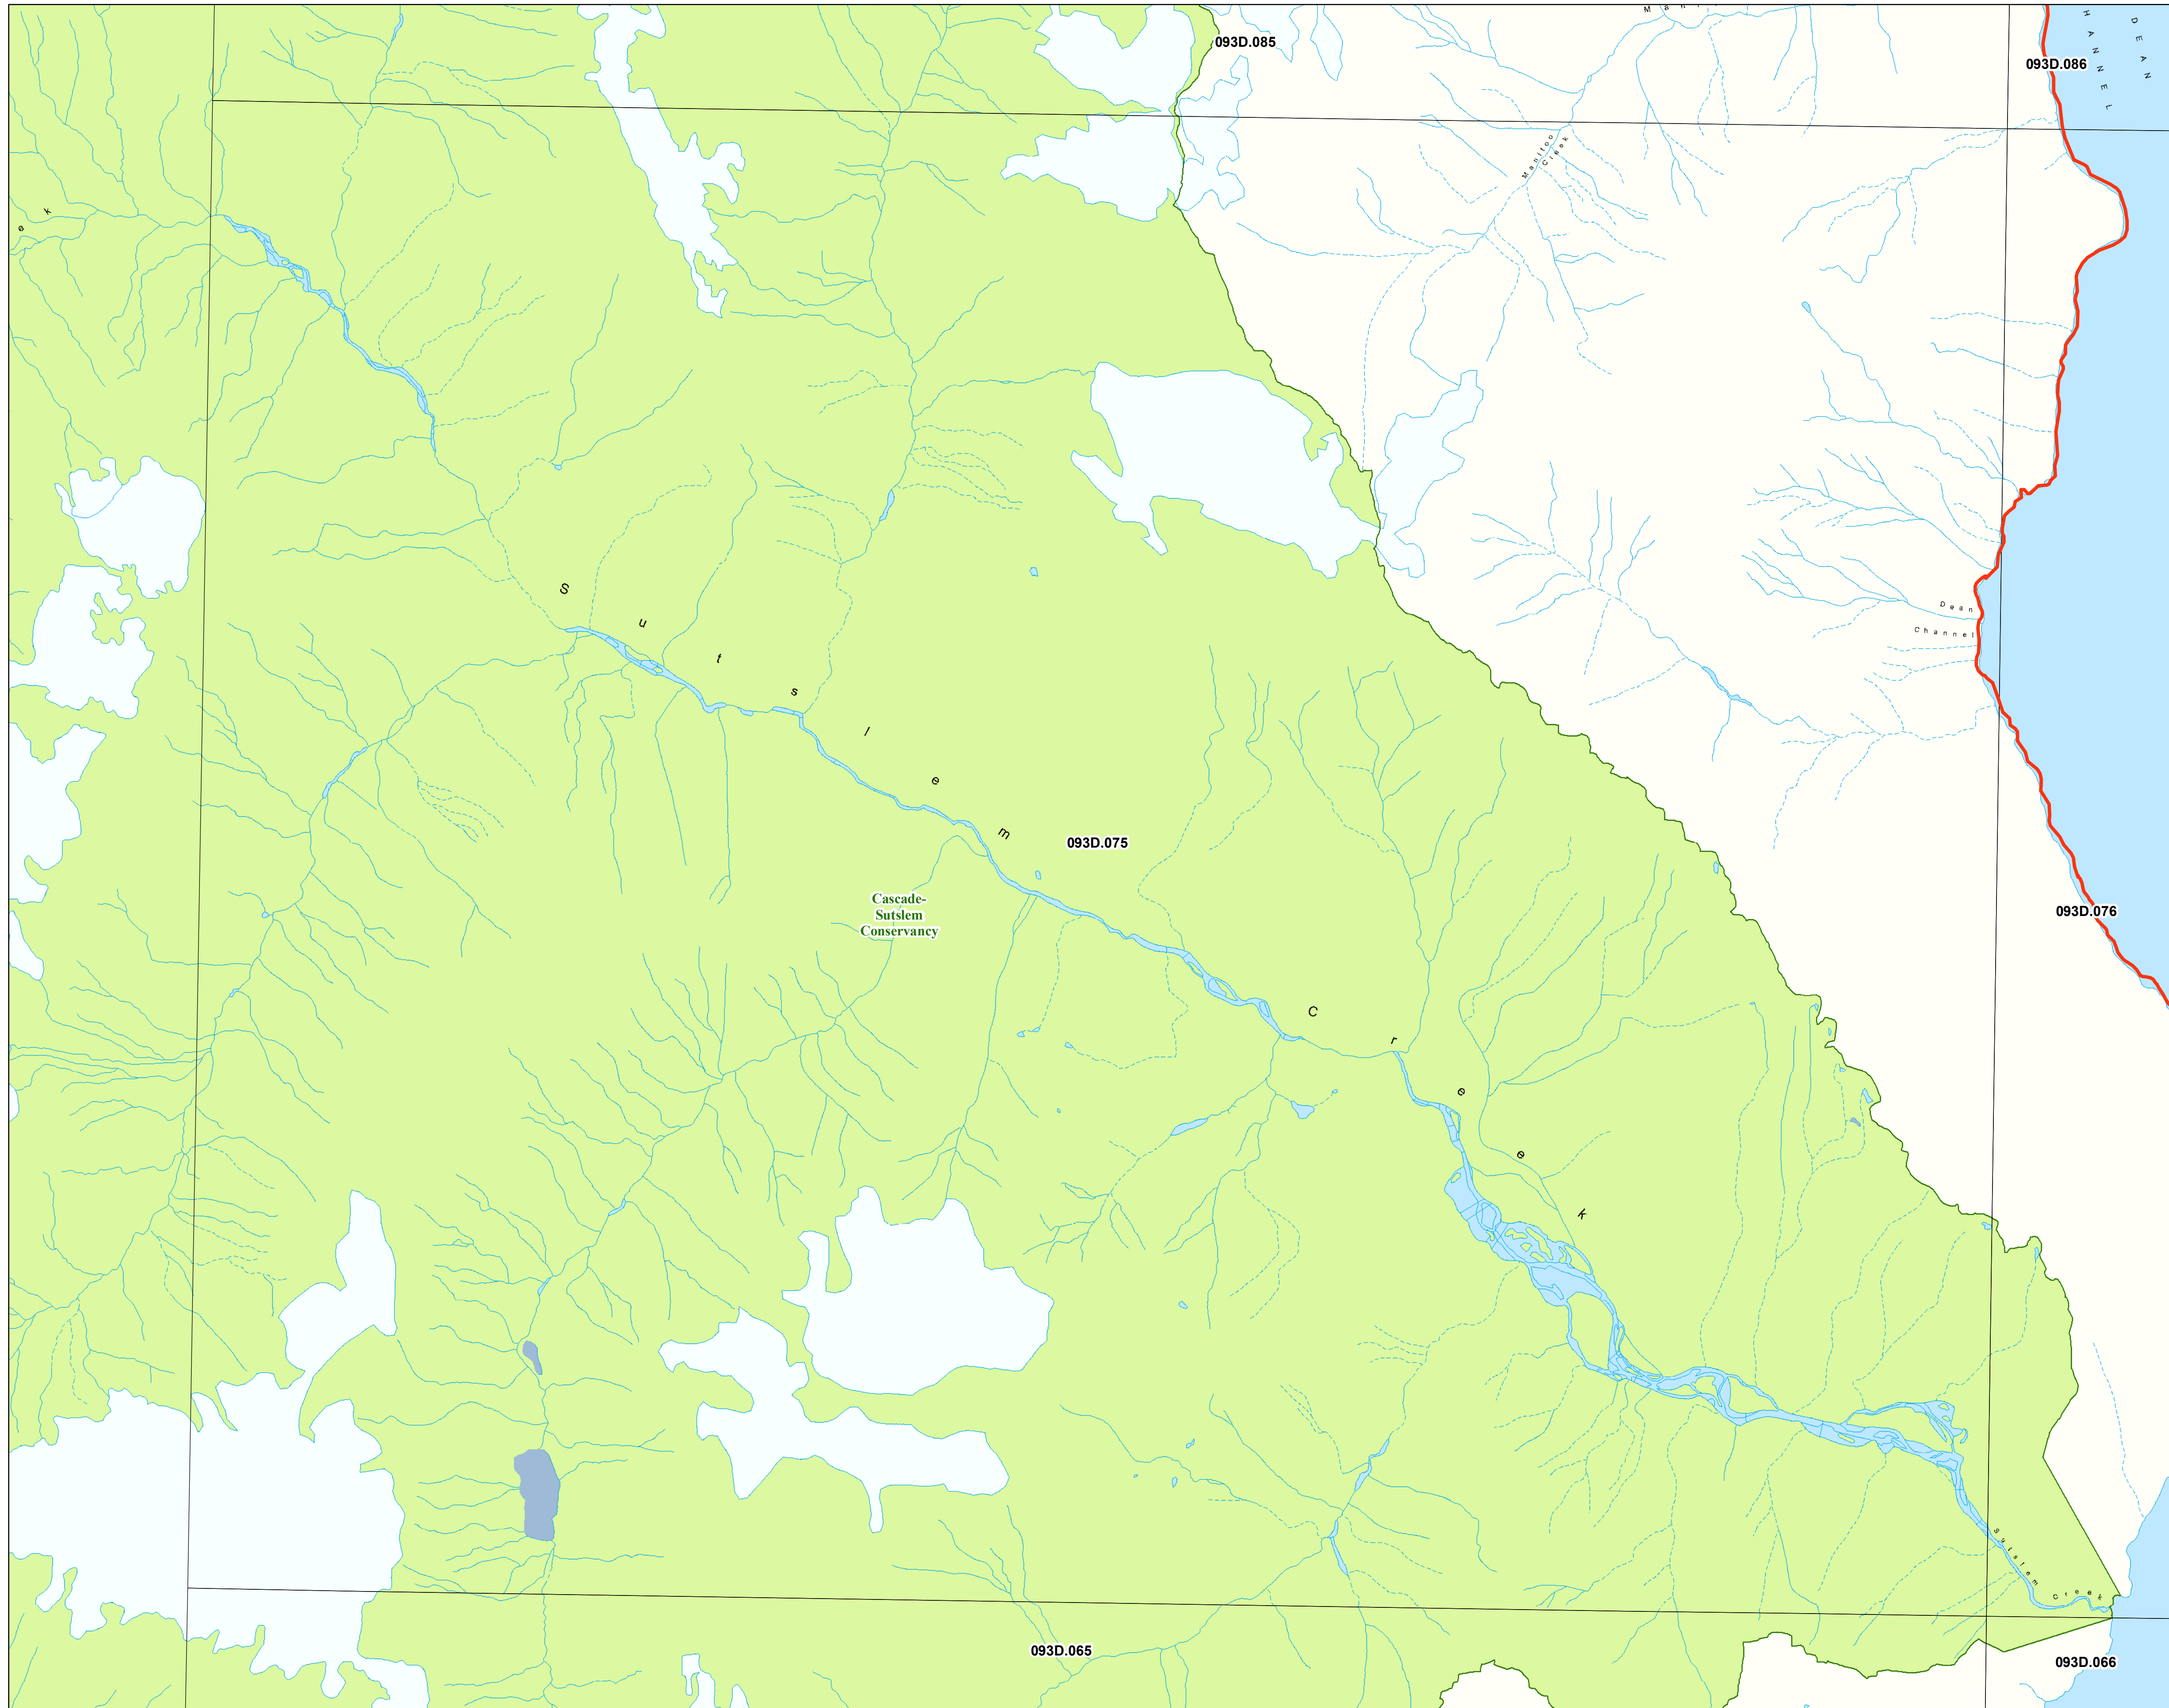 093D.085
093D.086
DEAN
HANNEL
Manitoo
Creek
e k
Sutslem Creek
Dean
Channel
093D.075
Cascade-
Sutslem
Conservancy
093D.076
Sutslem Creek
093D.065
093D.066